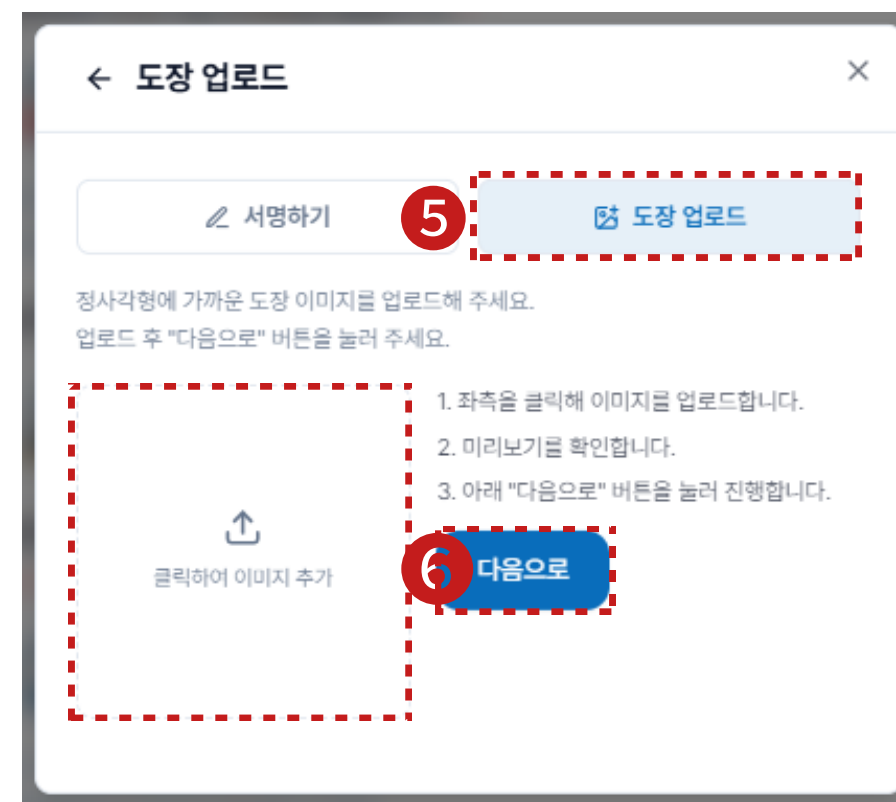 ← 도장 업로드 ×
서명하기
5
도장 업로드
정사각형에 가까운 도장 이미지를 업로드해 주세요.
업로드 후 "다음으로" 버튼을 눌러 주세요.
클릭하여 이미지 추가
1. 좌측을 클릭해 이미지를 업로드합니다.
2. 미리보기를 확인합니다.
3. 아래 "다음으로" 버튼을 눌러 진행합니다.
6 다음으로